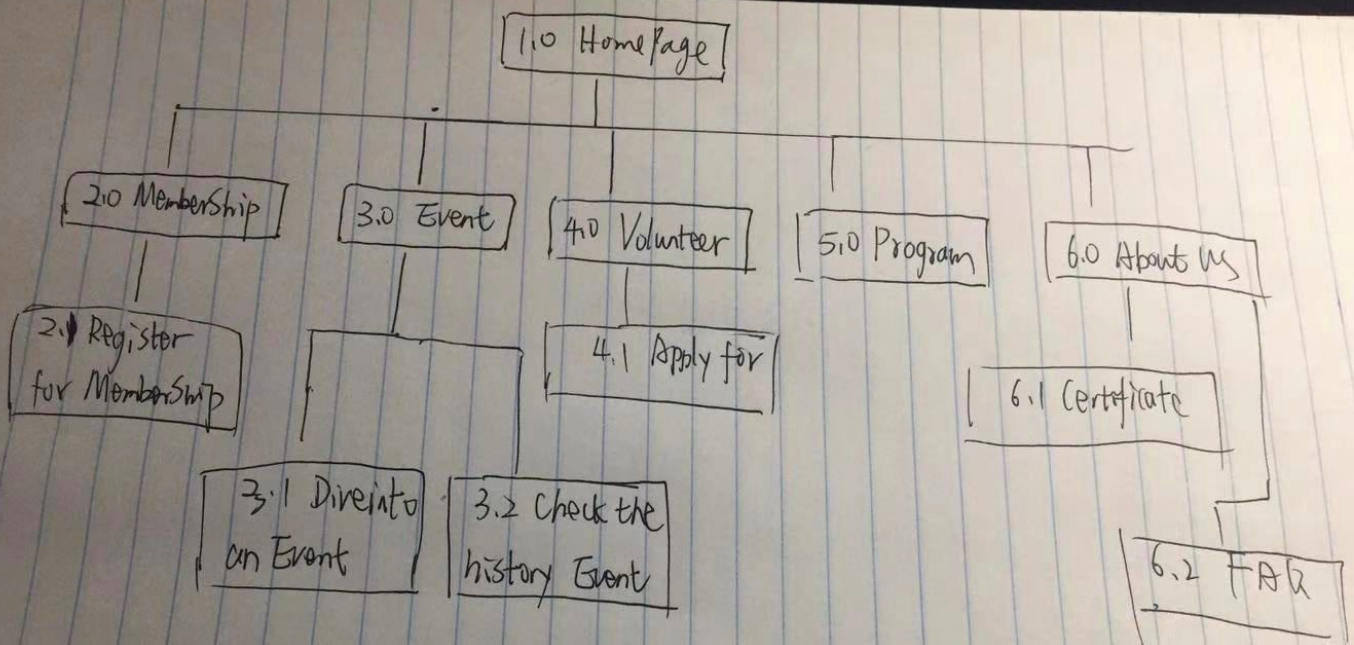 1.0 HomePage
2.0 MemberShip
3.0 Event
4.0 Volunteer
5.0 Program
6.0 About us
2.1 Register
for MemberShip
4.1 Apply for
6.1 Certificate
3.1 Direinto
an Event
3.2 Check the
history Event
6.2 FAQ